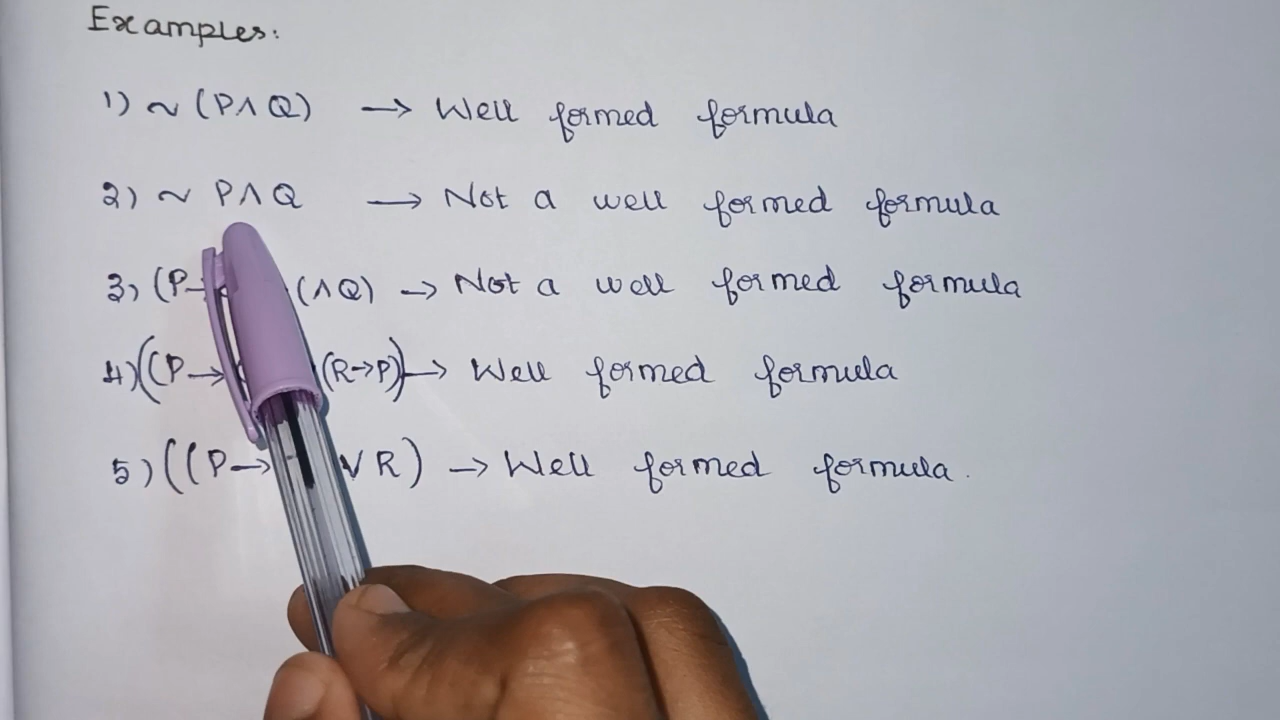 Examples:
1) ~ (P∧Q) → Well formed formula
2) ~ P∧Q → Not a well formed formula
3) (P→ (∧Q) → Not a well formed formula
4) ((P→ (R→P)) → Well formed formula
5) ((P→ ∨ R) → Well formed formula.